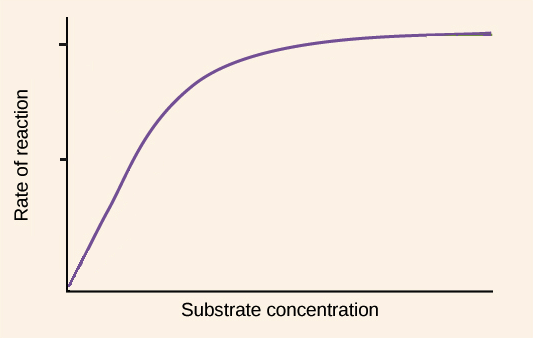 Rate of reaction
Substrate concentration